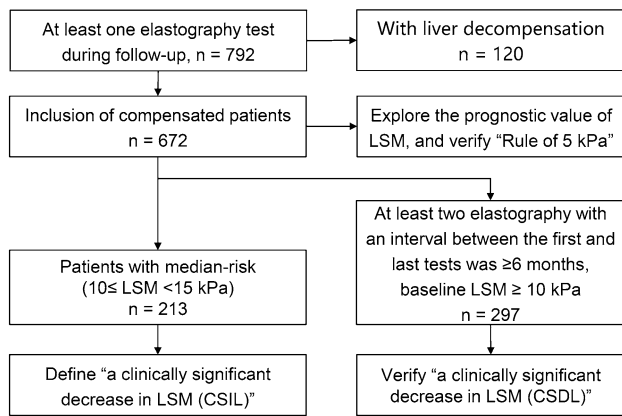 At least one elastography test
during follow-up, n = 792
With liver decompensation
n = 120
Inclusion of compensated patients
n = 672
Explore the prognostic value of
LSM, and verify “Rule of 5 kPa”
Patients with median-risk
(10≤ LSM <15 kPa)
n = 213
At least two elastography with
an interval between the first and
last tests was ≥6 months,
baseline LSM ≥ 10 kPa
n = 297
Define “a clinically significant
decrease in LSM (CSIL)”
Verify “a clinically significant
decrease in LSM (CSDL)”